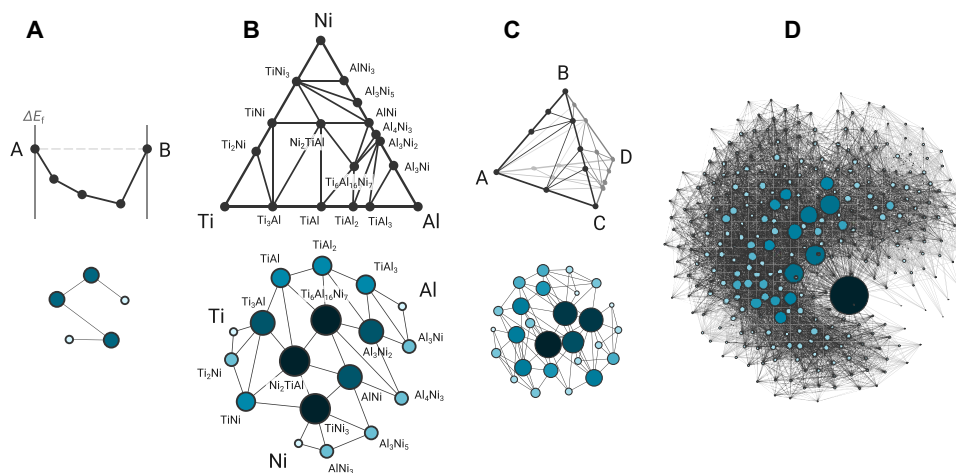 A
B
C
D
ΔE_f
A
B
Ni
TiNi₃
AlNi₃
Al₃Ni₅
TiNi
AlNi
Al₄Ni₃
Ni₂TiAl
Al₃Ni₂
Ti₂Ni
Al₃Ni
Ti₆Al₁₆Ni₇
Ti
Ti₃Al
TiAl
TiAl₂
TiAl₃
Al
B
D
A
C
TiAl₂
TiAl
TiAl₃
Ti₃Al
Ti₆Al₁₆Ni₇
Al
Ti
Al₃Ni
Al₃Ni₂
Ti₂Ni
Ni₂TiAl
AlNi
Al₄Ni₃
TiNi
TiNi₃
Al₃Ni₅
Ni
AlNi₃